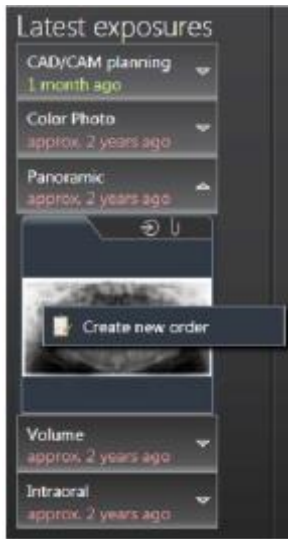 Latest exposures
CAD/CAM planning
1 month ago
Color Photo
approx. 2 years ago
Panoramic
approx. 2 years ago
Create new order
Volume
approx. 2 years ago
Intraoral
approx. 2 years ago